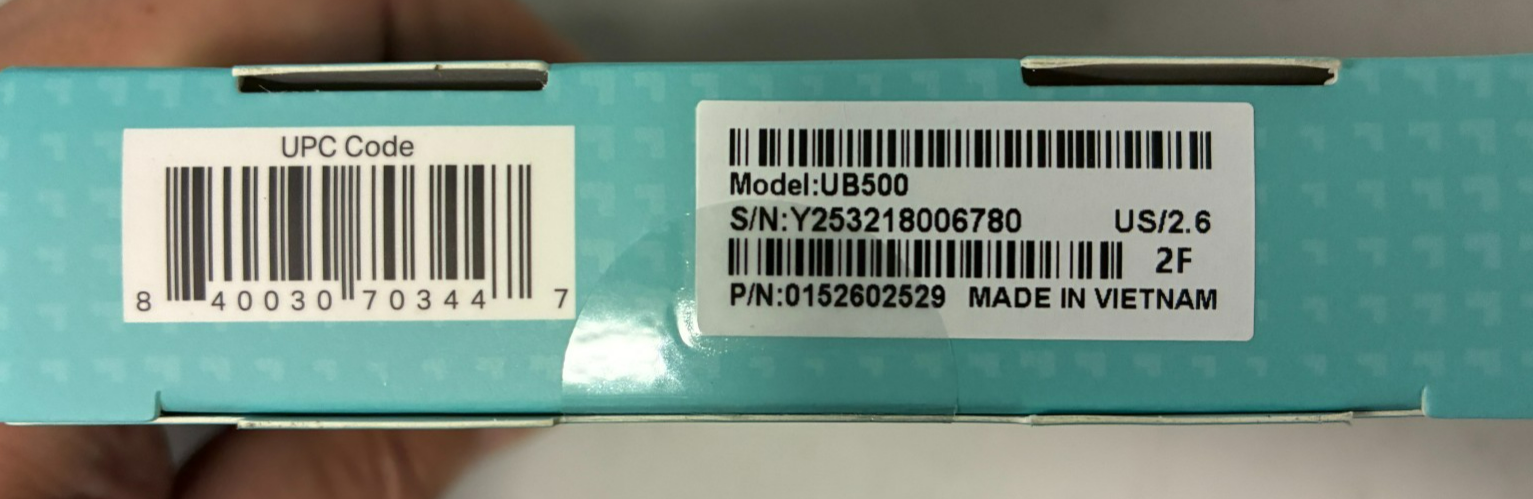 UPC Code
8 40030 70344 7
Model:UB500
S/N:Y253218006780 US/2.6
2F
P/N:0152602529 MADE IN VIETNAM